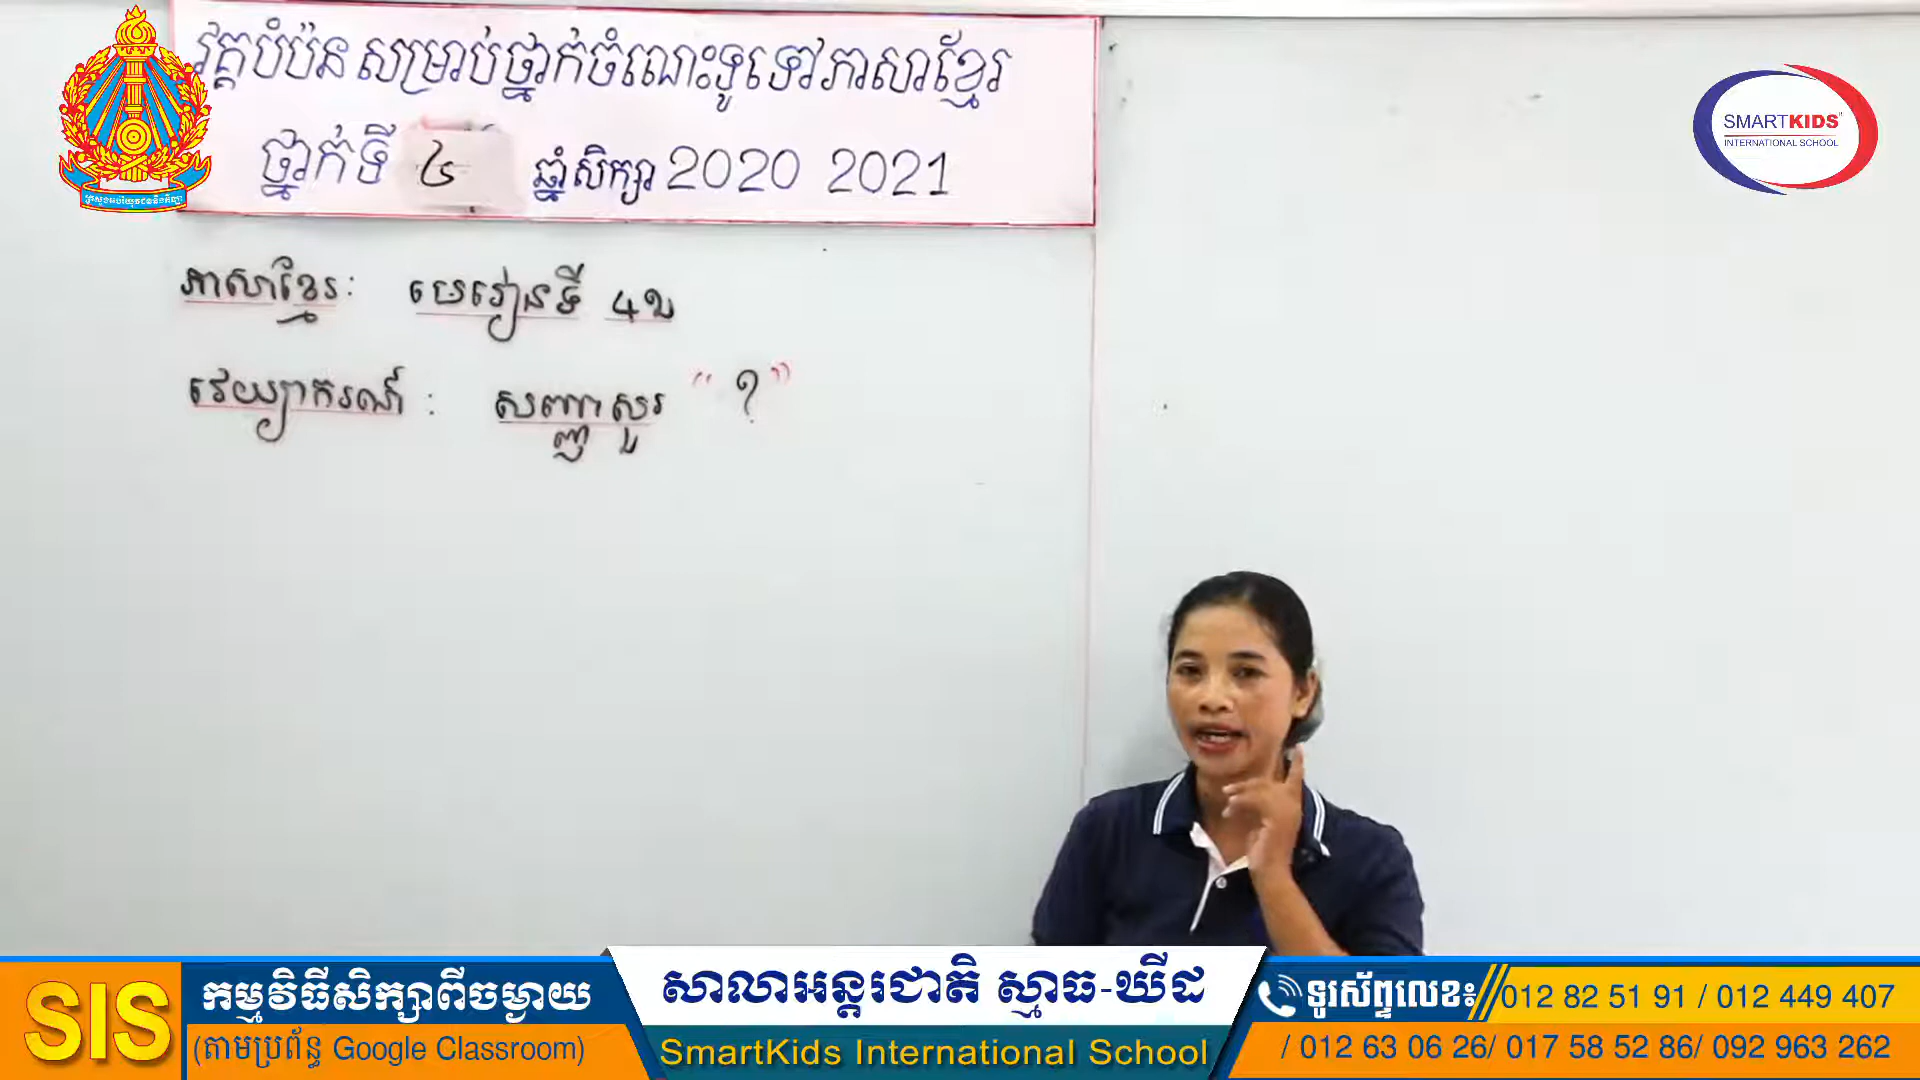 វគ្គបំប៉នសម្រាប់ថ្នាក់ចំណេះទូទៅភាសាខ្មែរ
ថ្នាក់ទី ៤ ឆ្នាំសិក្សា 2020 2021
SMARTKIDS
INTERNATIONAL SCHOOL
ភាសាខ្មែរ: មេរៀនទី ៤ខ
វេយ្យាករណ៍ : សញ្ញាសួរ " ? "
SIS
កម្មវិធីសិក្សាពីចម្ងាយ
(តាមប្រព័ន្ធ Google Classroom)
សាលាអន្តរជាតិ ស្មាធ-ឃីដ
SmartKids International School
ទូរស័ព្ទលេខ៖ 012 82 51 91 / 012 449 407
/ 012 63 06 26/ 017 58 52 86/ 092 963 262